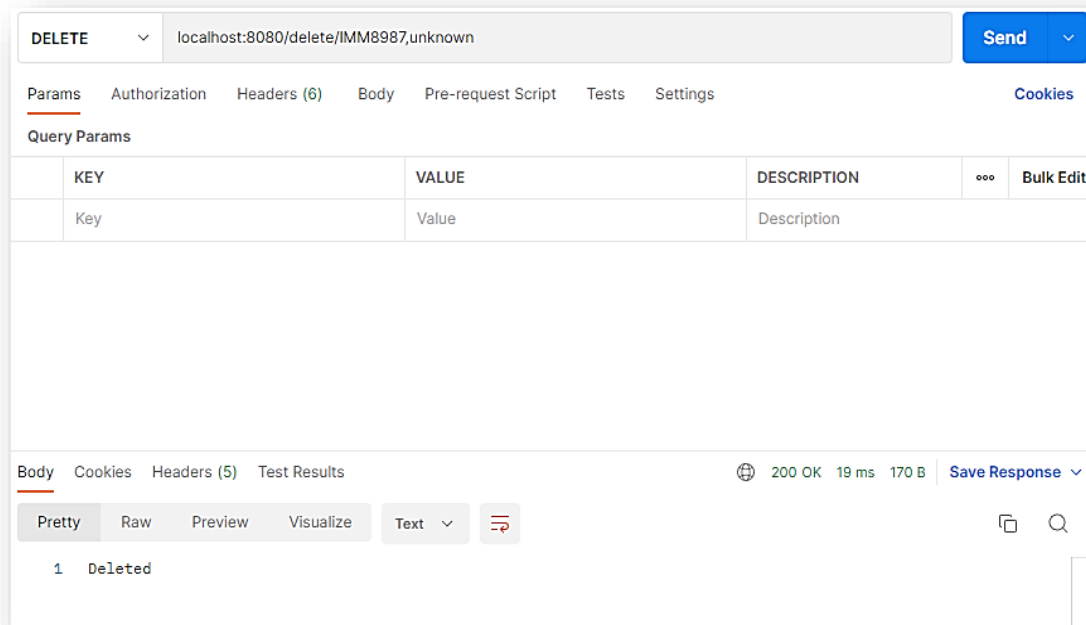 DELETE localhost:8080/delete/IMM8987,unknown Send
Params Authorization Headers (6) Body Pre-request Script Tests Settings Cookies
Query Params
KEY VALUE DESCRIPTION ooo Bulk Edit
Key Value Description
Body Cookies Headers (5) Test Results 200 OK 19 ms 170 B Save Response
Pretty Raw Preview Visualize Text
1 Deleted